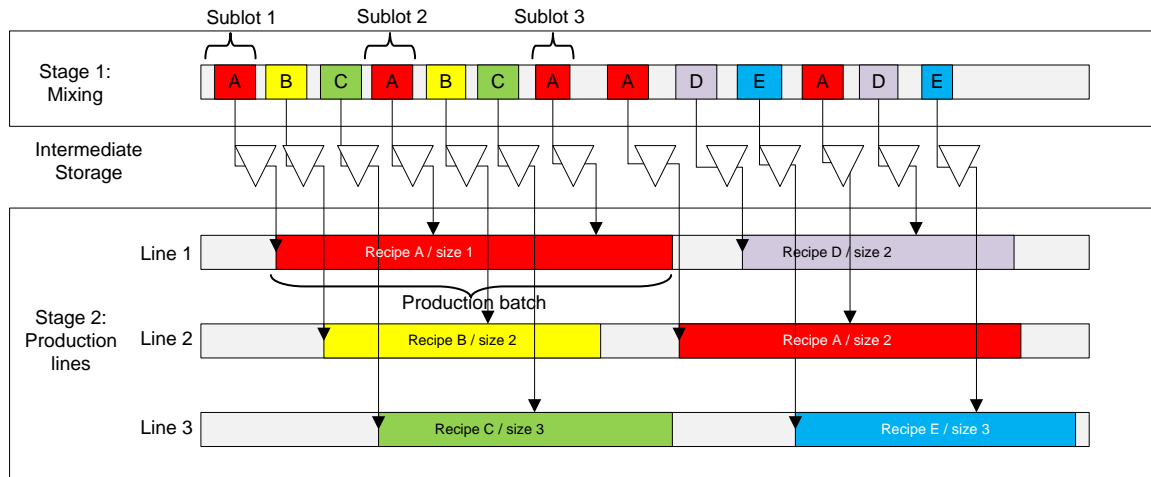 Sublot 1
Sublot 2
Sublot 3
Stage 1:
Mixing
A
B
C
A
B
C
A
A
D
E
A
D
E
Intermediate
Storage
Line 1
Recipe A / size 1
Recipe D / size 2
Production batch
Stage 2:
Production
lines
Line 2
Recipe B / size 2
Recipe A / size 2
Line 3
Recipe C / size 3
Recipe E / size 3